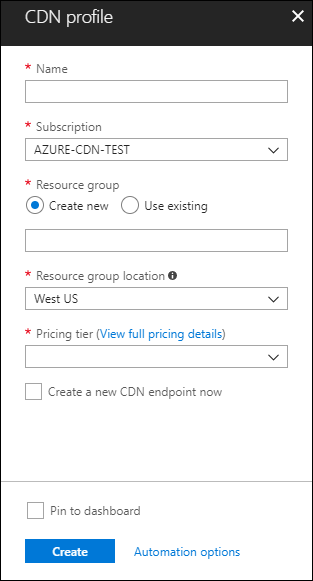 CDN profile
* Name
* Subscription
AZURE-CDN-TEST
* Resource group
Create new Use existing
* Resource group location
West US
* Pricing tier (View full pricing details)
Create a new CDN endpoint now
Pin to dashboard
Create Automation options